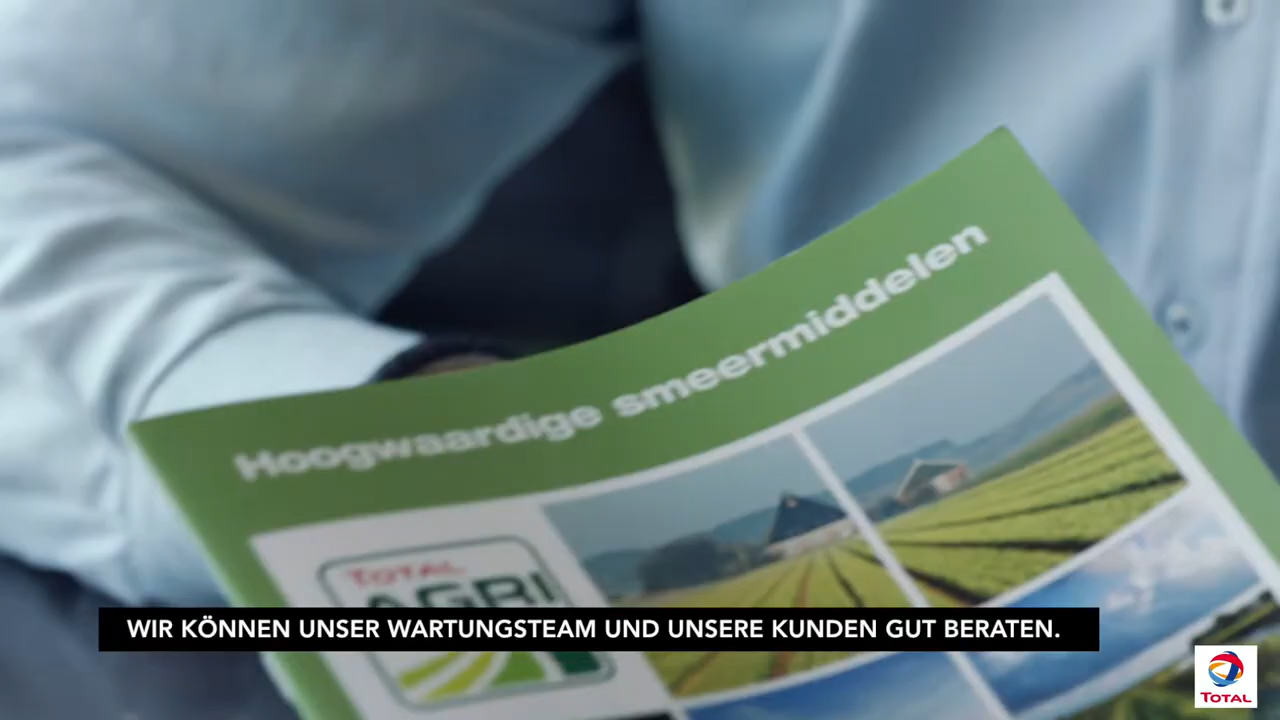 Hoogwaardige smeermiddelen
TOTAL
AGRI
WIR KÖNNEN UNSER WARTUNGSTEAM UND UNSERE KUNDEN GUT BERATEN.
TOTAL